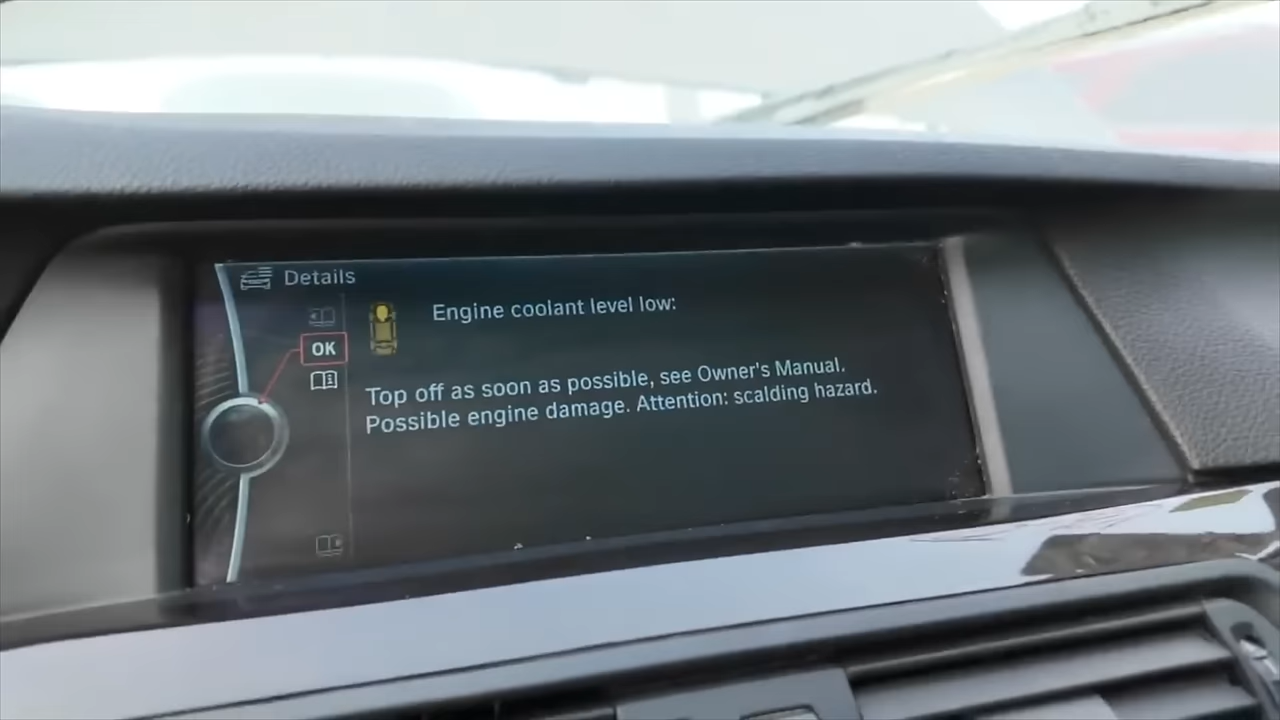 Details
Engine coolant level low:
OK
Top off as soon as possible, see Owner's Manual.
Possible engine damage. Attention: scalding hazard.